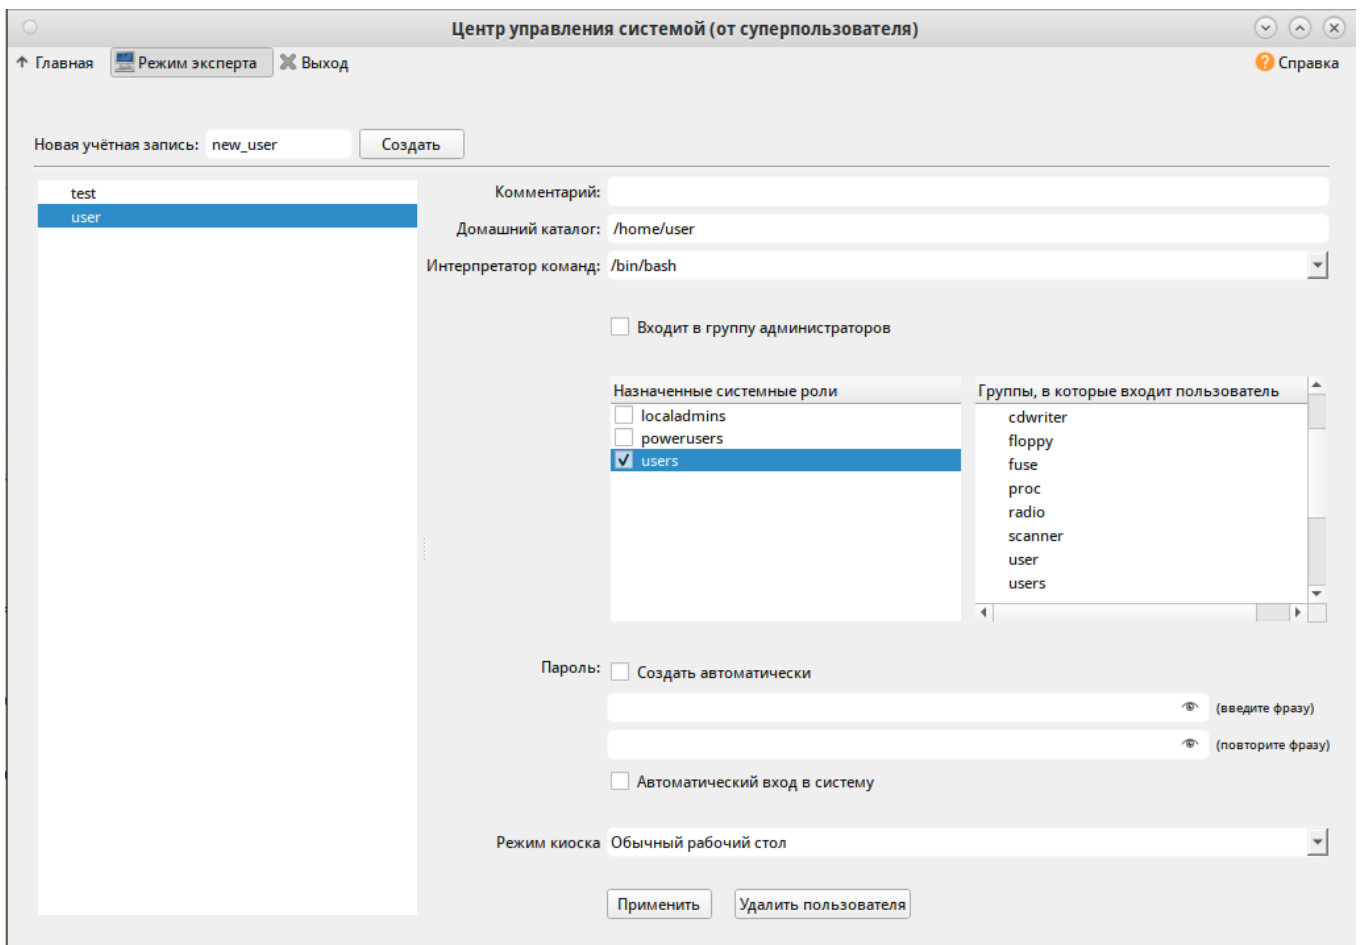 Центр управления системой (от суперпользователя)
Главная Режим эксперта Выход Справка
Новая учётная запись: new_user Создать
test
user
Комментарий:
Домашний каталог: /home/user
Интерпретатор команд: /bin/bash
Входит в группу администраторов
Назначенные системные роли
localadmins
powerusers
users
Группы, в которые входит пользователь
cdwriter
floppy
fuse
proc
radio
scanner
user
users
Пароль: Создать автоматически
(введите фразу)
(повторите фразу)
Автоматический вход в систему
Режим киоска Обычный рабочий стол
Применить Удалить пользователя